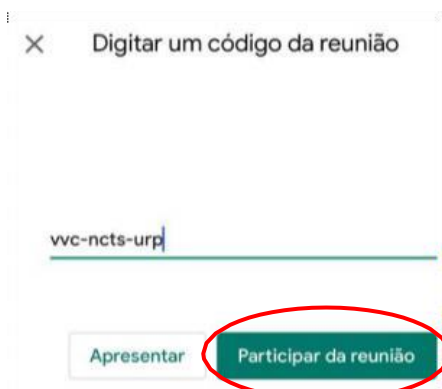 Digitar um código da reunião
vvc-ncts-urp
Apresentar
Participar da reunião